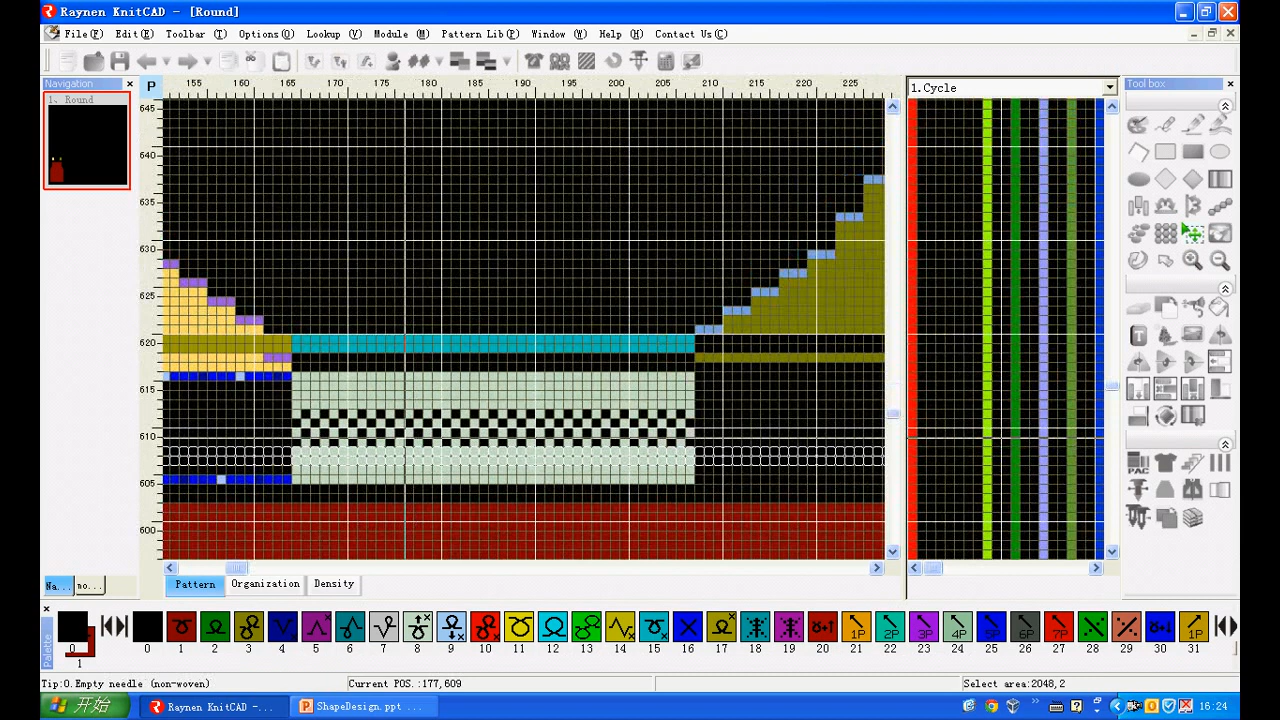 Raynen KnitCAD - [Round]
File(F) Edit(E) Toolbar (T) Options(O) Lookup (V) Module (M) Pattern Lib(P) Window (W) Help (H) Contact Us(C)
Navigation
P 155 160 165 170 175 180 185 190 195 200 205 210 215 220 225
1.Cycle
Tool box
1、Round
645
640
635
630
625
620
615
610
605
600
PAC
Na... mo...
Pattern Organization Density
Palette
1P 2P 3P 4P 5P 6P 7P 1P
0 0 1 2 3 4 5 6 7 8 9 10 11 12 13 14 15 16 17 18 19 20 21 22 23 24 25 26 27 28 29 30 31
1
Tip:0.Empty needle (non-woven) Current POS.:177,609 Select area:2048,2
开始 Raynen KnitCAD -... ShapeDesign.ppt ... 16:24